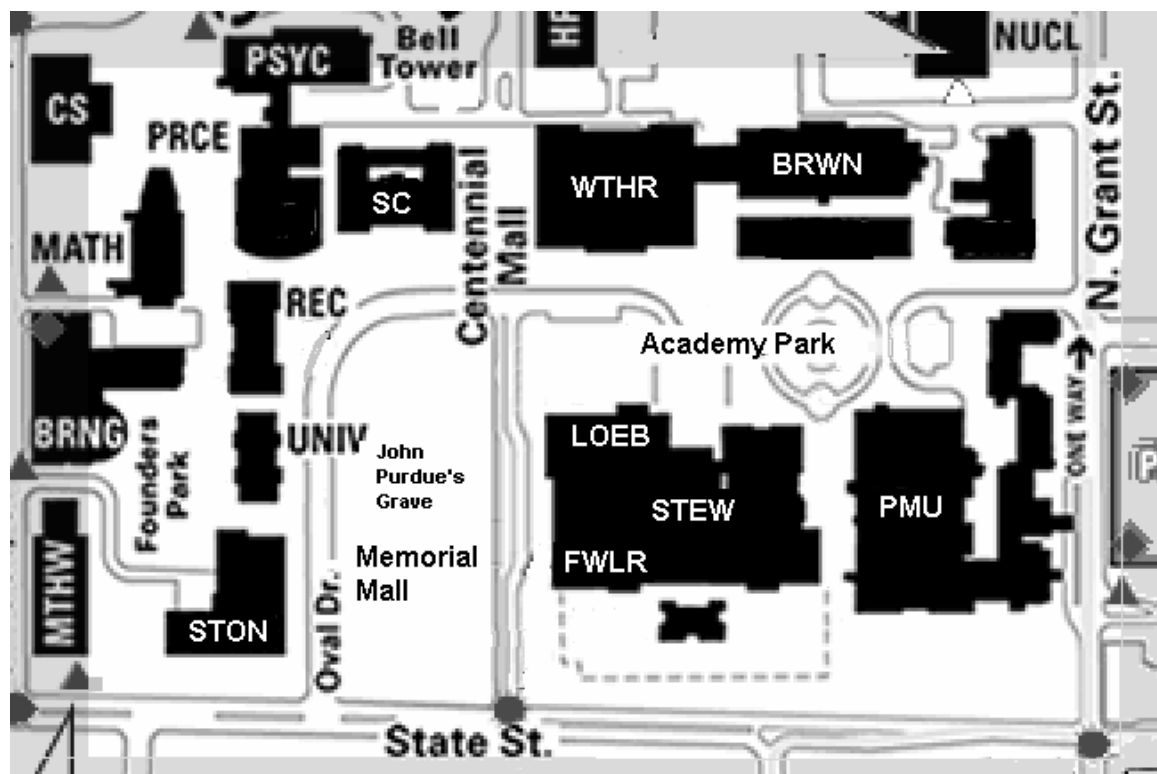 Bell
Tower
PSYC
NUCL
CS
PRCE
SC
Centennial
Mall
WTHR
BRWN
N. Grant St.
MATH
REC
Academy Park
BRNG
Founders
Park
UNIV
John
Purdue's
Grave
LOEB
STEW
PMU
ONE WAY
Memorial
Mall
FWLR
MTHW
STON
Oval Dr.
State St.